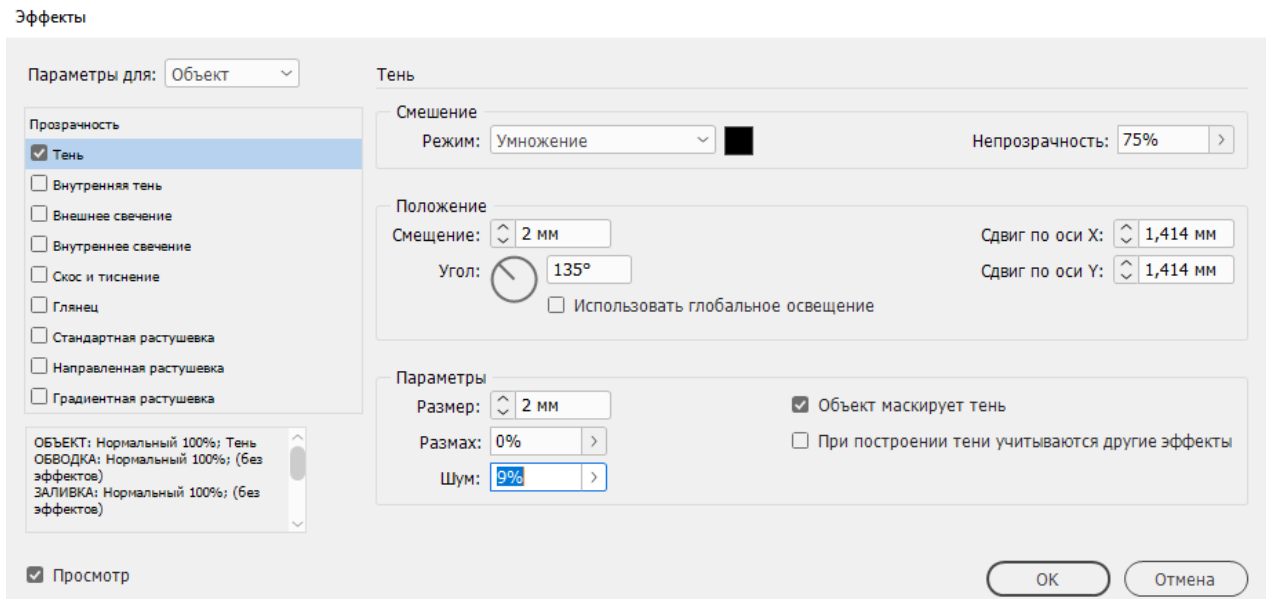 Эффекты
Параметры для: Объект
Прозрачность
Тень
Внутренняя тень
Внешнее свечение
Внутреннее свечение
Скос и тиснение
Глянец
Стандартная растушевка
Направленная растушевка
Градиентная растушевка
ОБЪЕКТ: Нормальный 100%; Тень
ОБВОДКА: Нормальный 100%; (без
эффектов)
ЗАЛИВКА: Нормальный 100%; (без
эффектов)
Просмотр
Тень
Смешение
Режим: Умножение
Непрозрачность: 75%
Положение
Смещение: 2 мм
Сдвиг по оси X: 1,414 мм
Угол: 135°
Сдвиг по оси Y: 1,414 мм
Использовать глобальное освещение
Параметры
Размер: 2 мм
Объект маскирует тень
Размах: 0%
При построении тени учитываются другие эффекты
Шум: 9%
ОК
Отмена